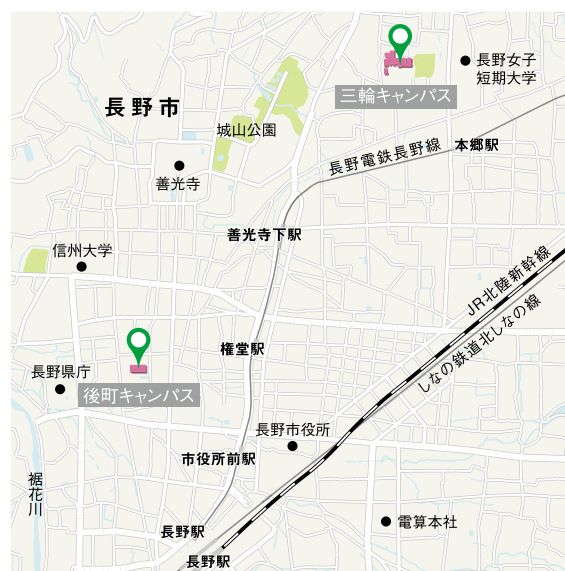 長野女子
短期大学
三輪キャンパス
長野市
城山公園
本郷駅
長野電鉄長野線
善光寺
善光寺下駅
信州大学
JR北陸新幹線
しなの鉄道北しなの線
権堂駅
長野県庁
後町キャンパス
長野市役所
市役所前駅
裾花川
電算本社
長野駅
長野駅